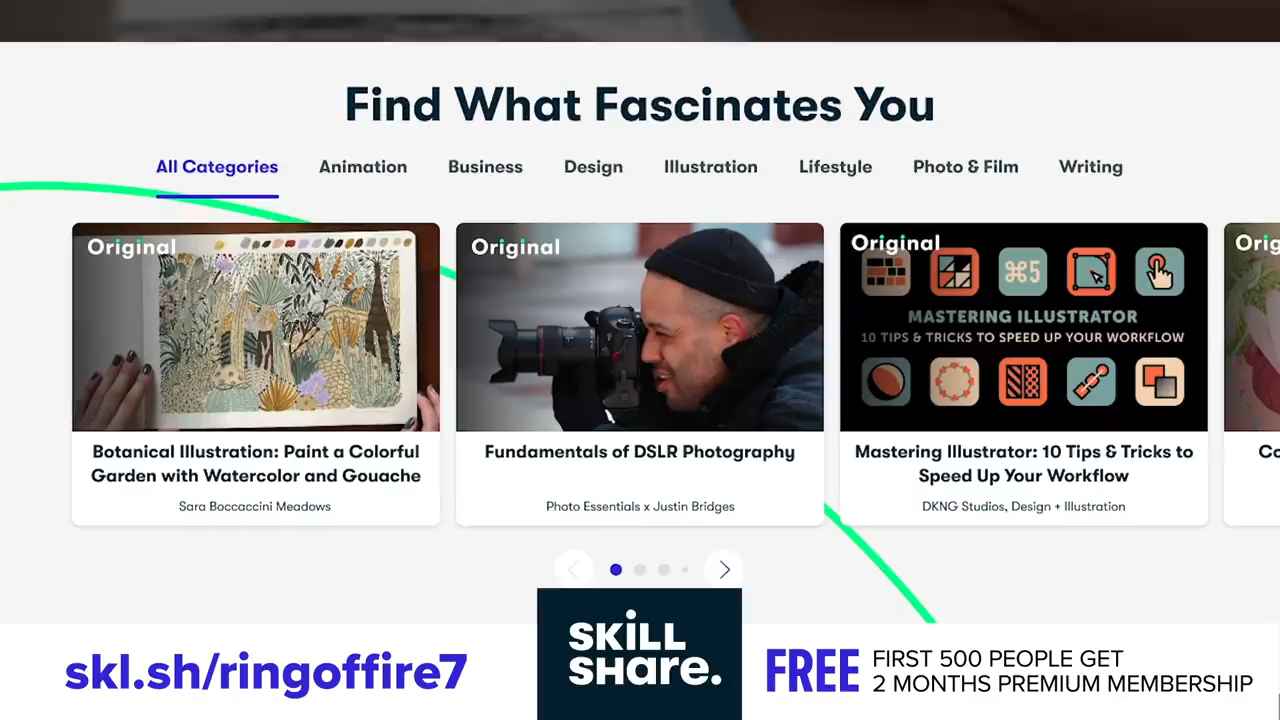 Find What Fascinates You
All Categories Animation Business Design Illustration Lifestyle Photo & Film Writing
Original
Botanical Illustration: Paint a Colorful
Garden with Watercolor and Gouache
Sara Boccaccini Meadows
Original
Fundamentals of DSLR Photography
Photo Essentials x Justin Bridges
Original
⌘5
MASTERING ILLUSTRATOR
10 TIPS & TRICKS TO SPEED UP YOUR WORKFLOW
Mastering Illustrator: 10 Tips & Tricks to
Speed Up Your Workflow
DKNG Studios, Design + Illustration
Orig
Co
skl.sh/ringoffire7
SKiLL
SHaRe.
FREE
FIRST 500 PEOPLE GET
2 MONTHS PREMIUM MEMBERSHIP